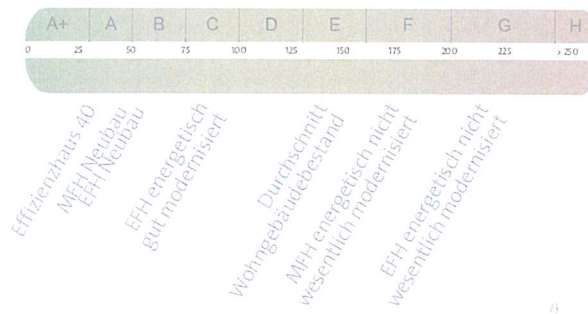 A+ A B C D E F G H
0 25 50 75 100 125 150 175 200 225 >250
Effizienzhaus 40
MFH Neubau
EFH Neubau
EFH energetisch
gut modernisiert
Durchschnitt
Wohngebäudebestand
MFH energetisch nicht
wesentlich modernisiert
EFH energetisch nicht
wesentlich modernisiert